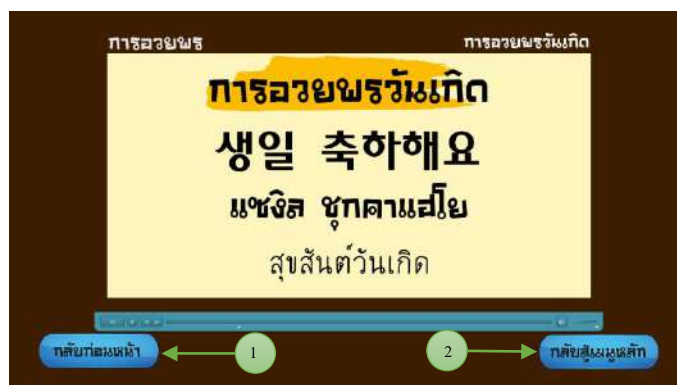 การอวยพร
การอวยพรวันเกิด
การอวยพรวันเกิด
생일 축하해요
แซงิล ชุกคาแฮโย
สุขสันต์วันเกิด
กลับก่อนหน้า
1
2
กลับสู่เมนูหลัก